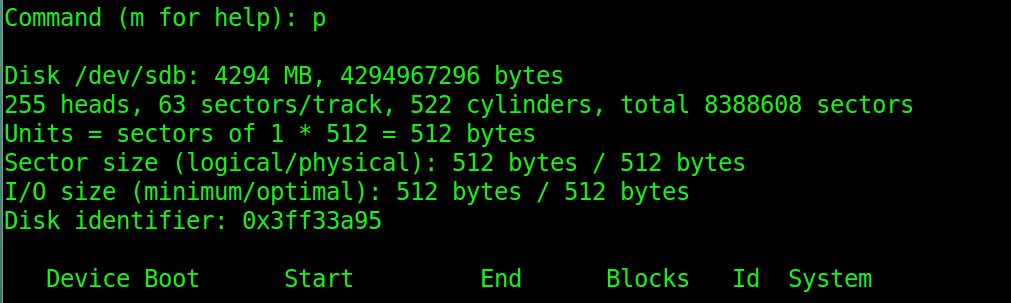 Command (m for help): p
Disk /dev/sdb: 4294 MB, 4294967296 bytes
255 heads, 63 sectors/track, 522 cylinders, total 8388608 sectors
Units = sectors of 1 * 512 = 512 bytes
Sector size (logical/physical): 512 bytes / 512 bytes
I/O size (minimum/optimal): 512 bytes / 512 bytes
Disk identifier: 0x3ff33a95
Device Boot Start End Blocks Id System